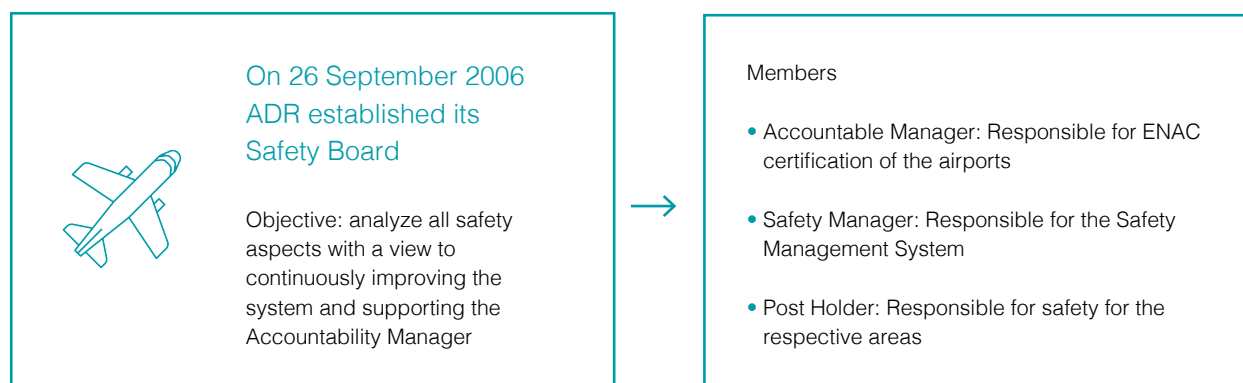 On 26 September 2006
ADR established its
Safety Board
Objective: analyze all safety
aspects with a view to
continuously improving the
system and supporting the
Accountability Manager
Members
• Accountable Manager: Responsible for ENAC
certification of the airports
• Safety Manager: Responsible for the Safety
Management System
• Post Holder: Responsible for safety for the
respective areas